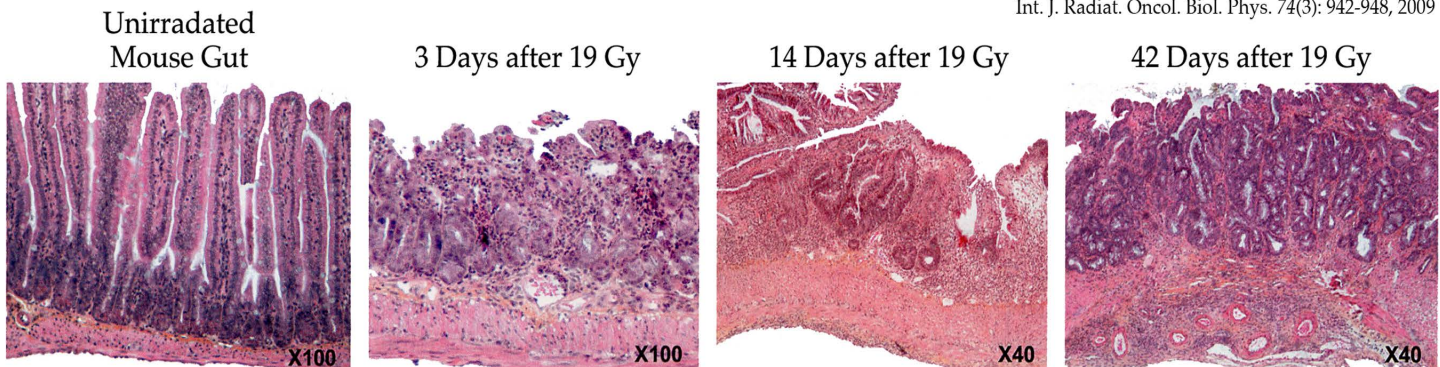 Int. J. Radiat. Oncol. Biol. Phys. 74(3): 942-948, 2009
Unirradated
Mouse Gut
3 Days after 19 Gy
14 Days after 19 Gy
42 Days after 19 Gy
X100
X100
X40
X40